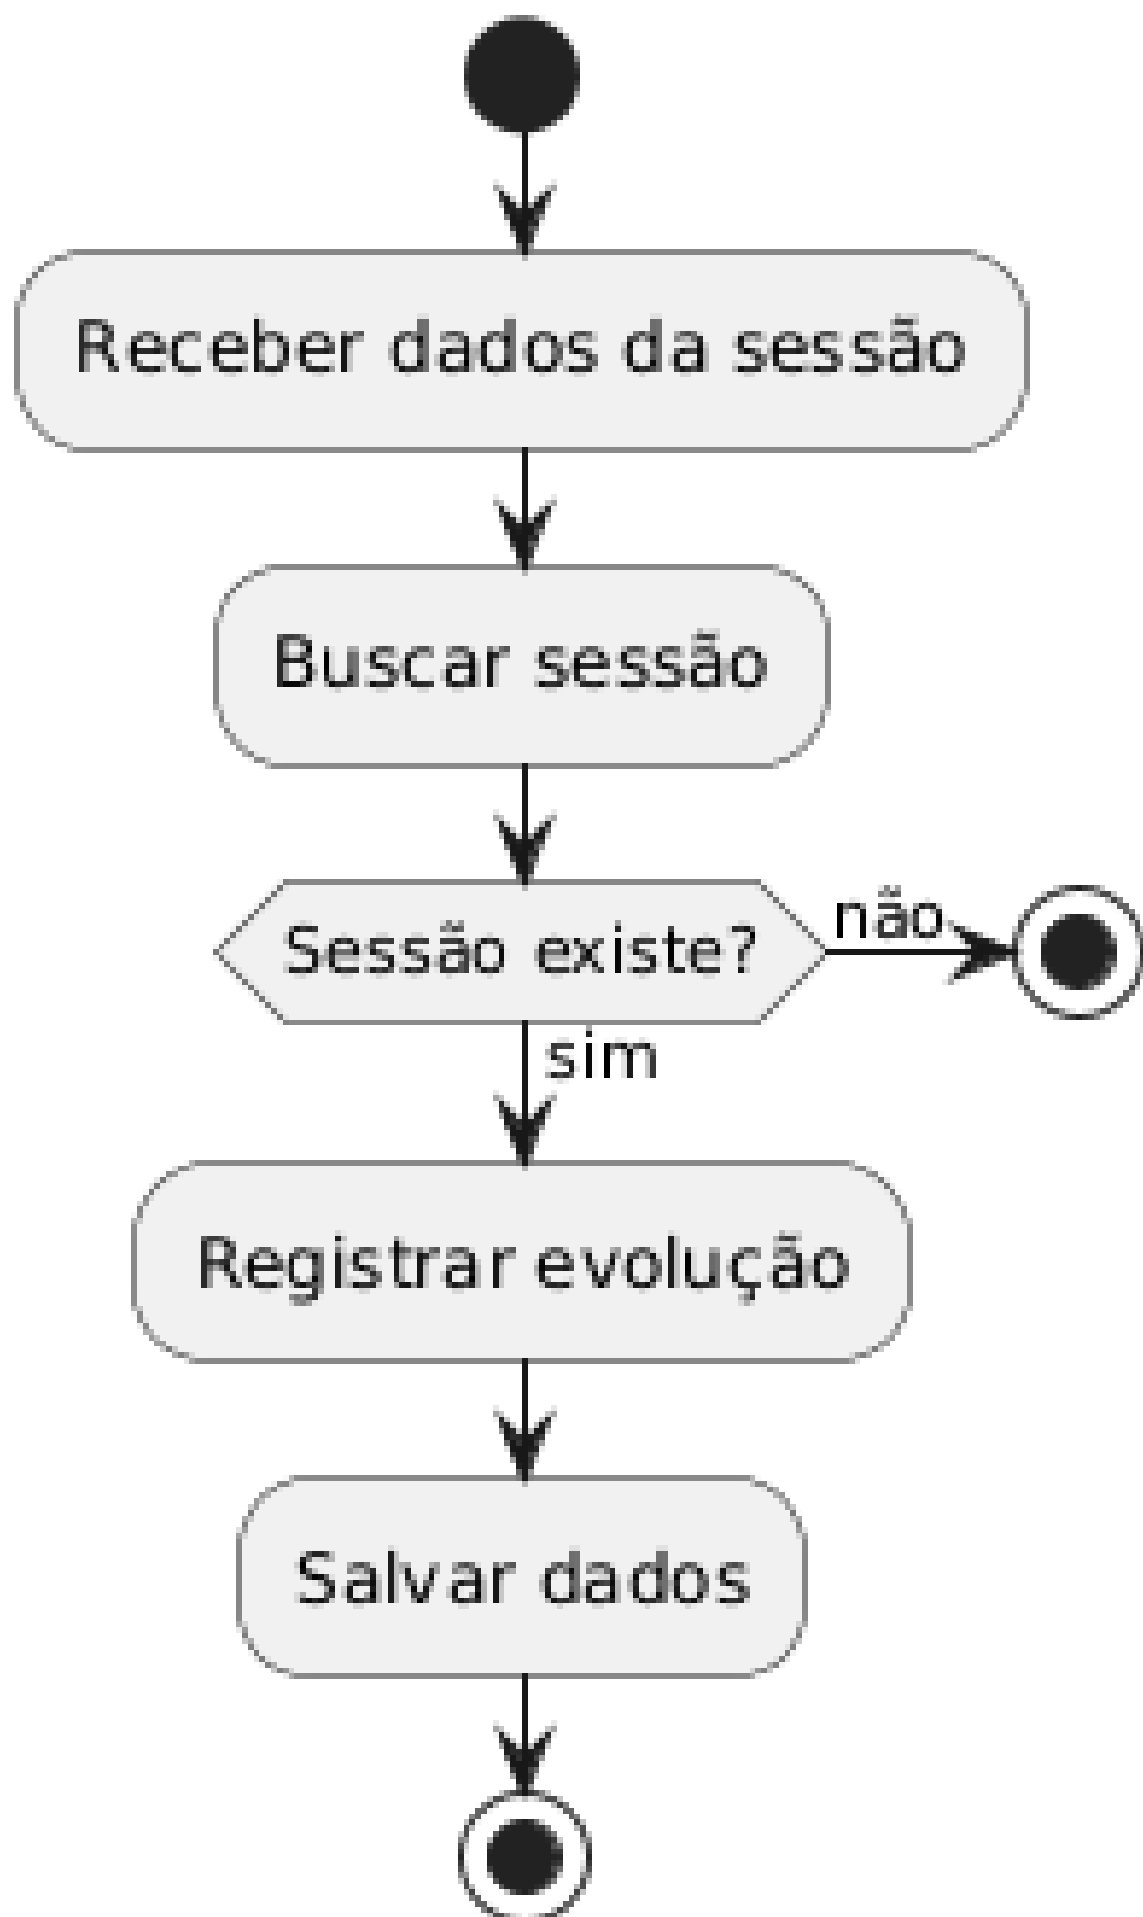 Receber dados da sessão
Buscar sessão
Sessão existe?
não
sim
Registrar evolução
Salvar dados